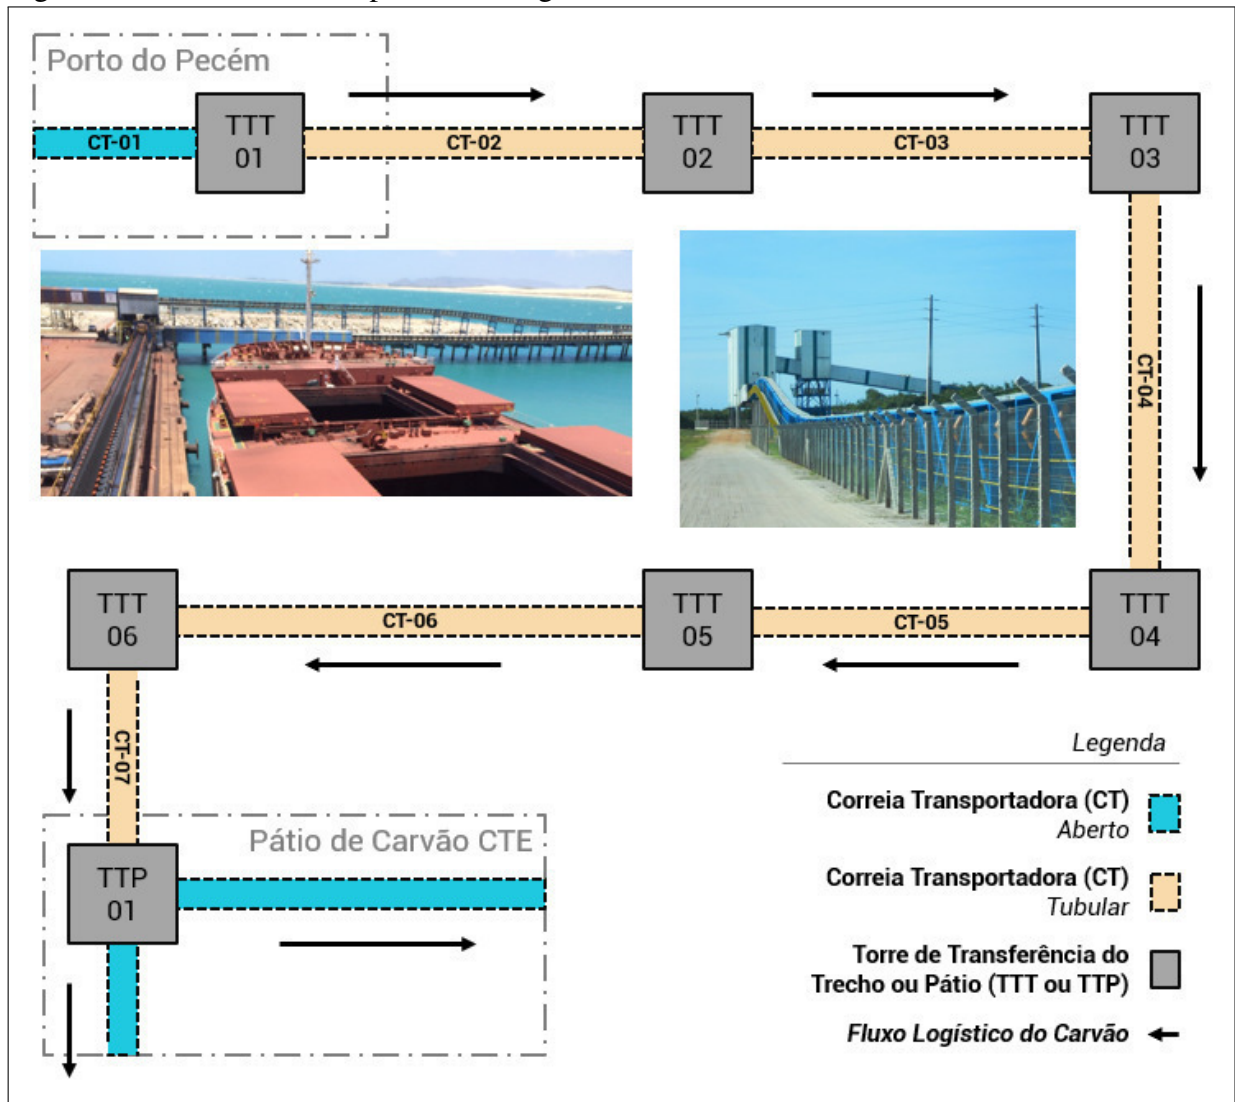 Porto do Pecém
TTT
01
TTT
02
TTT
03
CT-01
CT-02
CT-03
CT-04
TTT
06
TTT
05
TTT
04
CT-06
CT-05
CT-07
Legenda
Correia Transportadora (CT)
Aberto
Pátio de Carvão CTE
TTP
01
Correia Transportadora (CT)
Tubular
Torre de Transferência do
Trecho ou Pátio (TTT ou TTP)
Fluxo Logístico do Carvão